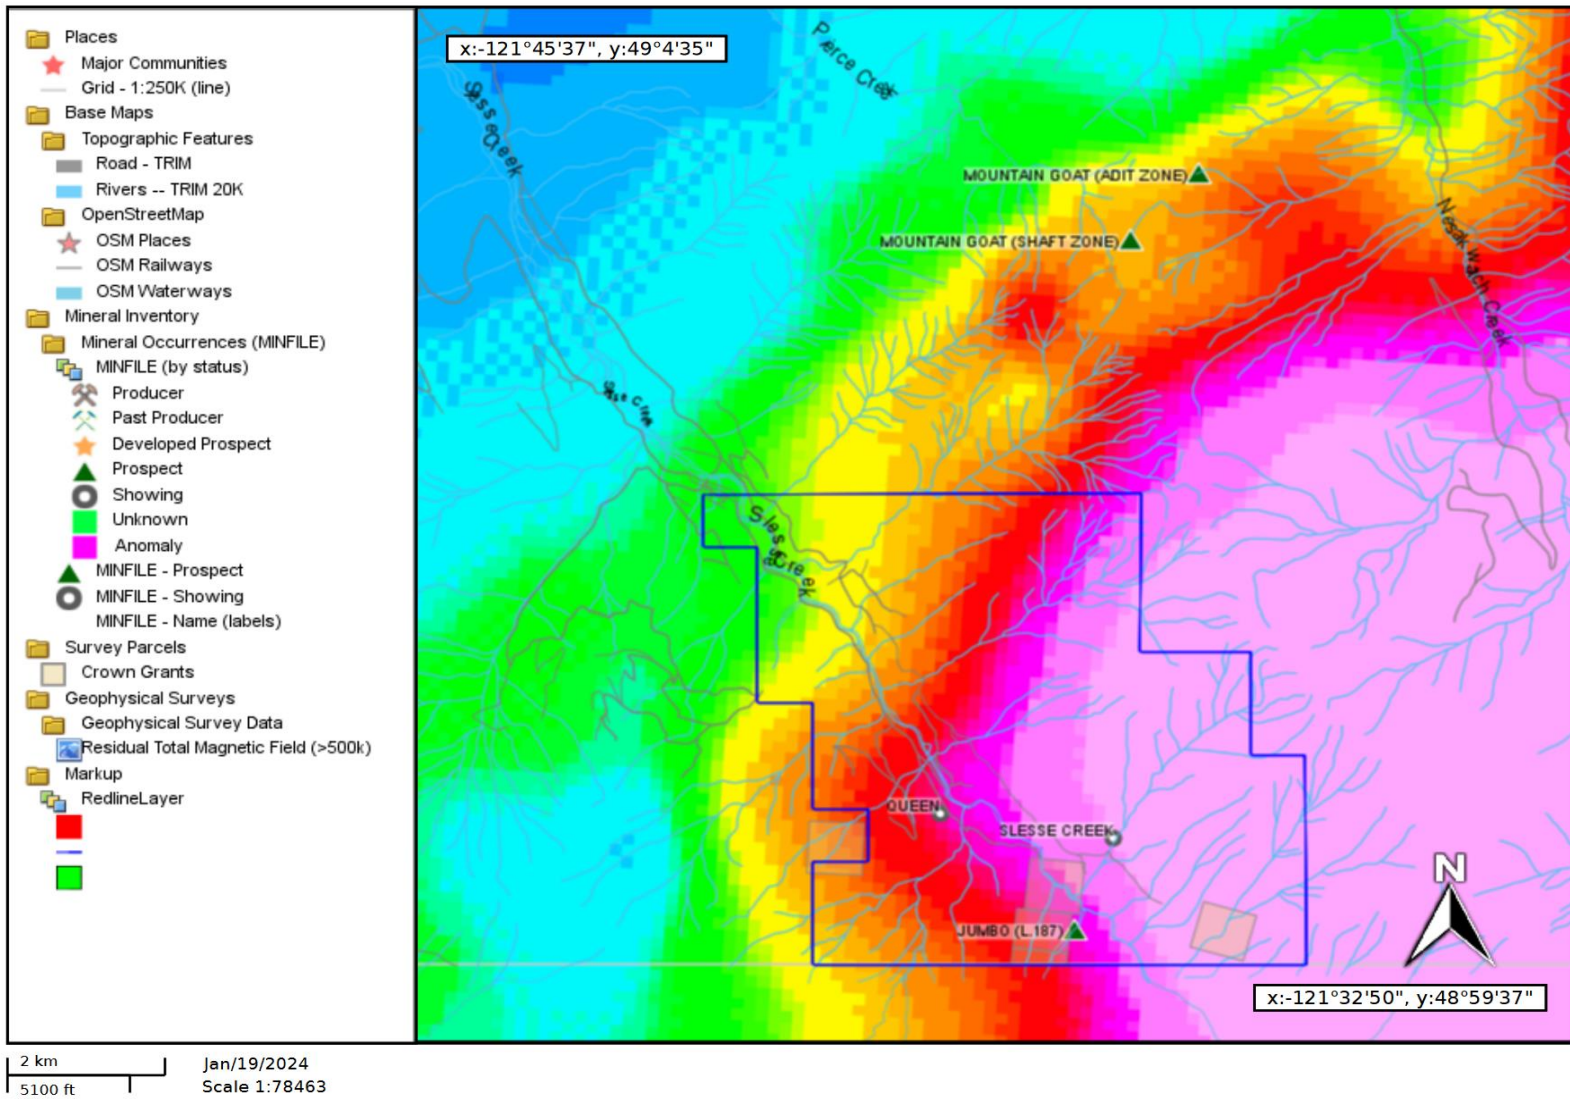 Places
Major Communities
Grid - 1:250K (line)
Base Maps
Topographic Features
Road - TRIM
Rivers -- TRIM 20K
OpenStreetMap
OSM Places
OSM Railways
OSM Waterways
Mineral Inventory
Mineral Occurrences (MINFILE)
MINFILE (by status)
Producer
Past Producer
Developed Prospect
Prospect
Showing
Unknown
Anomaly
MINFILE - Prospect
MINFILE - Showing
MINFILE - Name (labels)
Survey Parcels
Crown Grants
Geophysical Surveys
Geophysical Survey Data
Residual Total Magnetic Field (>500k)
Markup
RedlineLayer
x:-121°45'37", y:49°4'35"
Pierce Creek
MOUNTAIN GOAT (ADIT ZONE)
MOUNTAIN GOAT (SHAFT ZONE)
Creek
QUEEN
SLESSE CREEK
JUMBO (L.187)
N
x:-121°32'50", y:48°59'37"
2 km
5100 ft
Jan/19/2024
Scale 1:78463